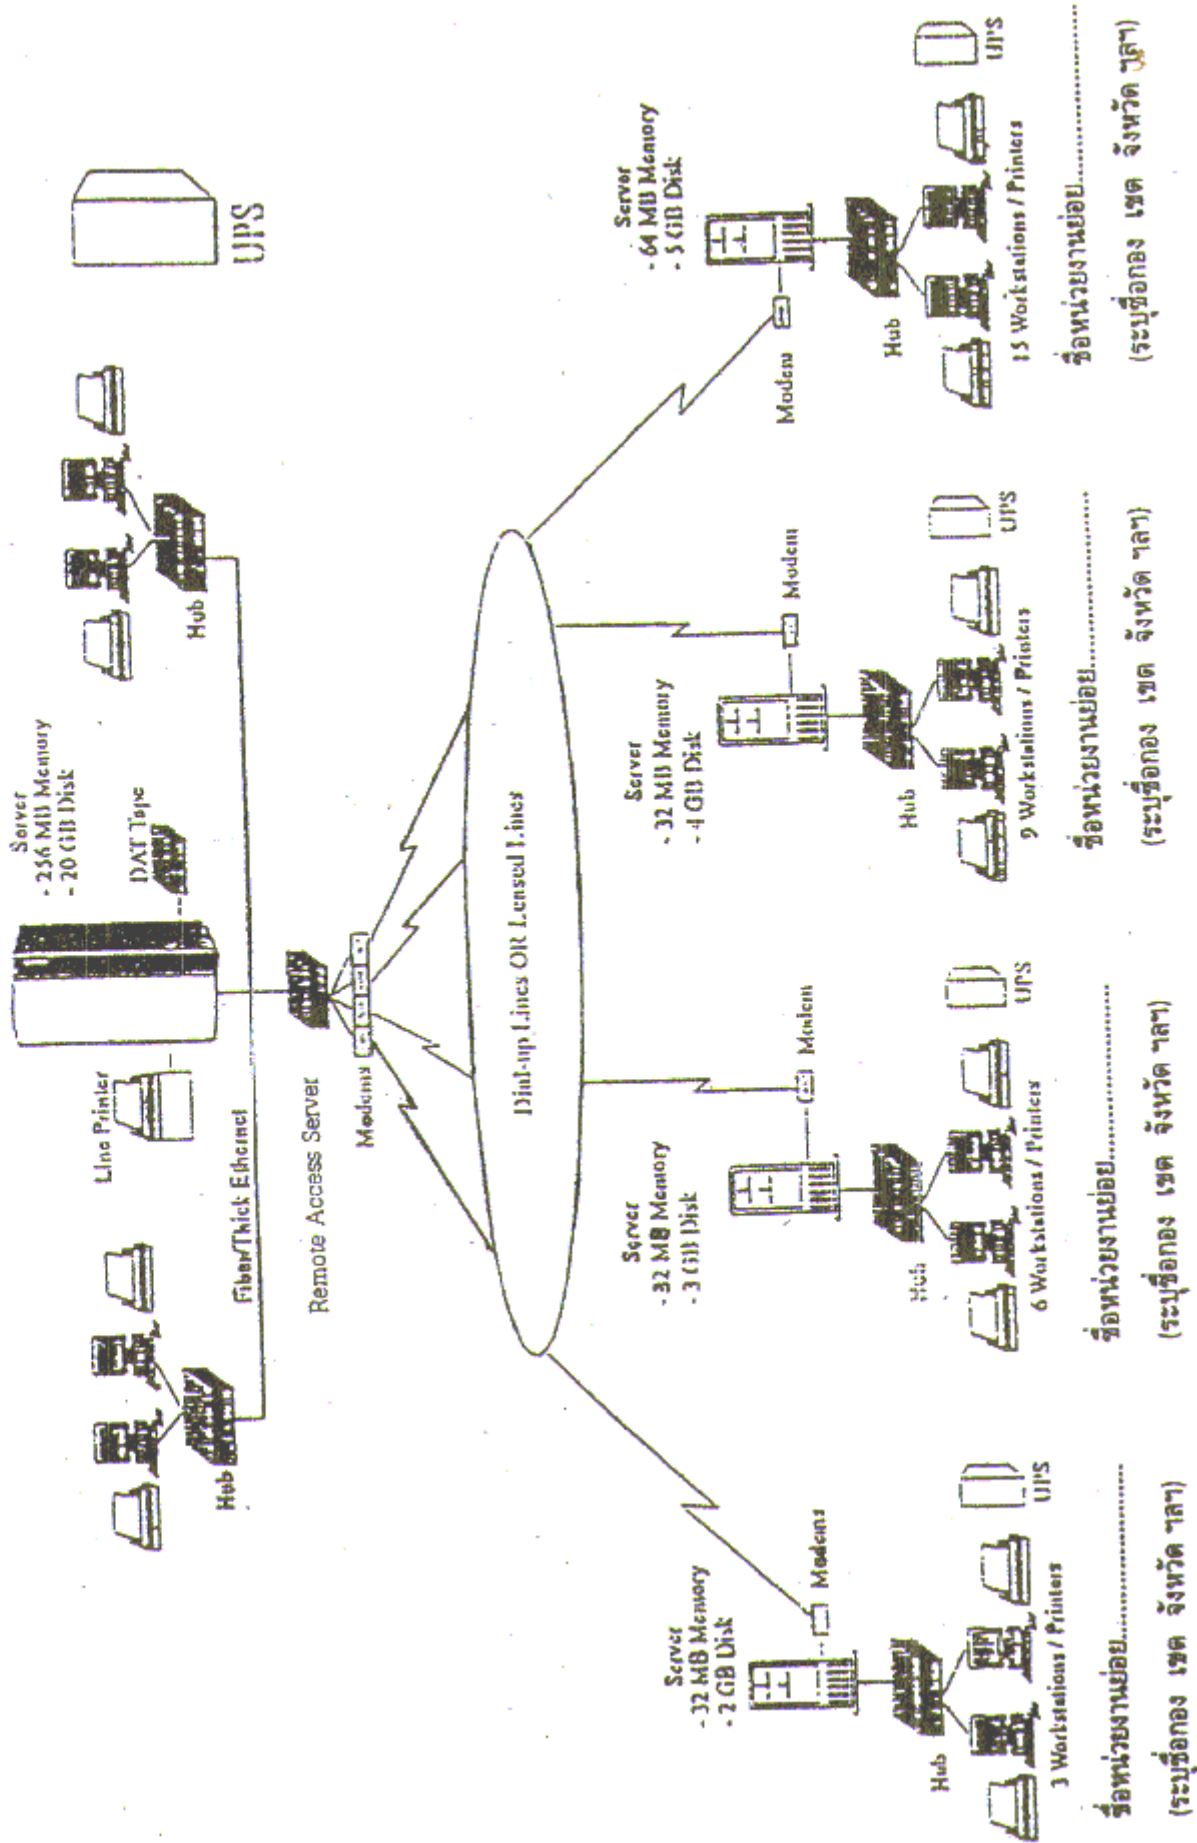 Server
- 256 MB Memory
- 20 GB Disk
DAT Tape
Line Printer
UPS
Hub
Hub
Fiber/Thick Ethernet
Remote Access Server
Modems
Dial-up Lines OR Leased Lines
Server
- 32 MB Memory
- 2 GB Disk
Modems
Hub
3 Workstations / Printers
UPS
ชื่อหน่วยงานย่อย................................
(ระบุชื่อกอง เขต จังหวัด ฯลฯ)
Server
- 32 MB Memory
- 3 GB Disk
Modem
Hub
6 Workstations / Printers
UPS
ชื่อหน่วยงานย่อย................................
(ระบุชื่อกอง เขต จังหวัด ฯลฯ)
Server
- 32 MB Memory
- 4 GB Disk
Modem
Hub
9 Workstations / Printers
UPS
ชื่อหน่วยงานย่อย................................
(ระบุชื่อกอง เขต จังหวัด ฯลฯ)
Server
- 64 MB Memory
- 5 GB Disk
Modem
Hub
15 Workstations / Printers
UPS
ชื่อหน่วยงานย่อย................................
(ระบุชื่อกอง เขต จังหวัด ฯลฯ)